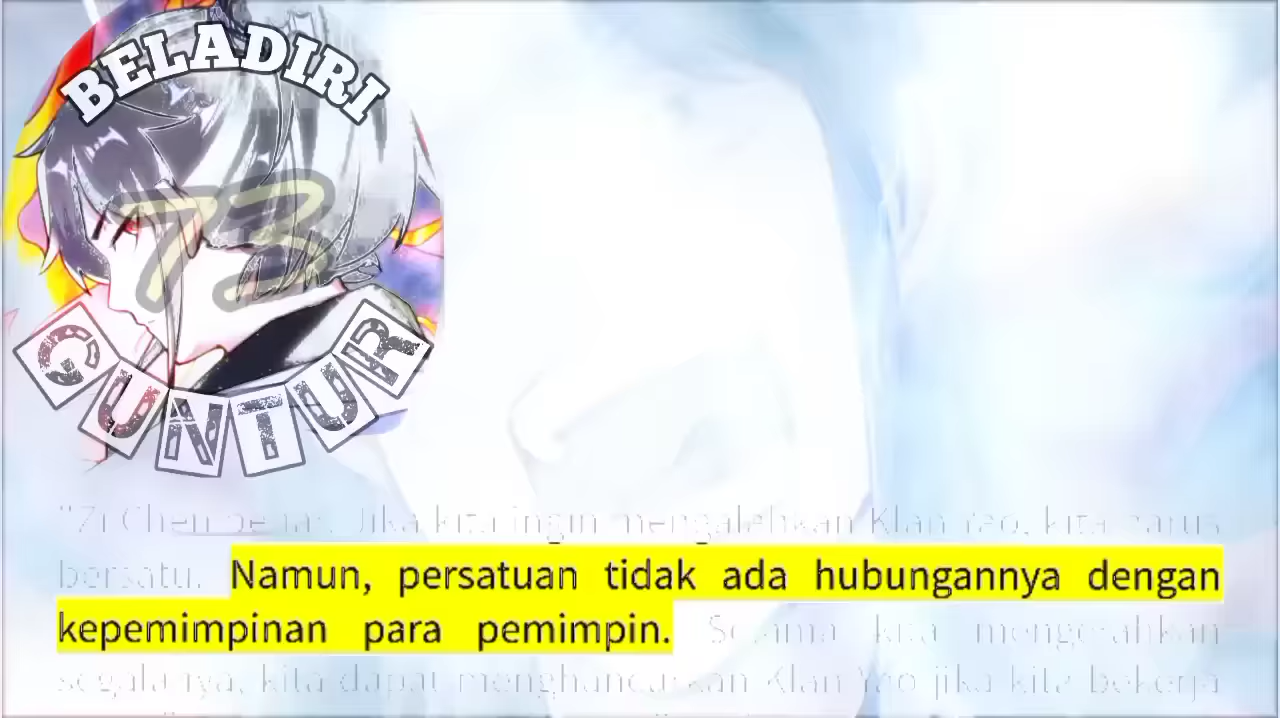 BELADIRI
73
GUNTUR
"Zi Chen benar. Jika kita ingin mengalahkan Klan Yao, kita harus
bersatu. Namun, persatuan tidak ada hubungannya dengan
kepemimpinan para pemimpin. Selama kita mengerahkan
segalanya, kita dapat menghancurkan Klan Yao jika kita bekerja